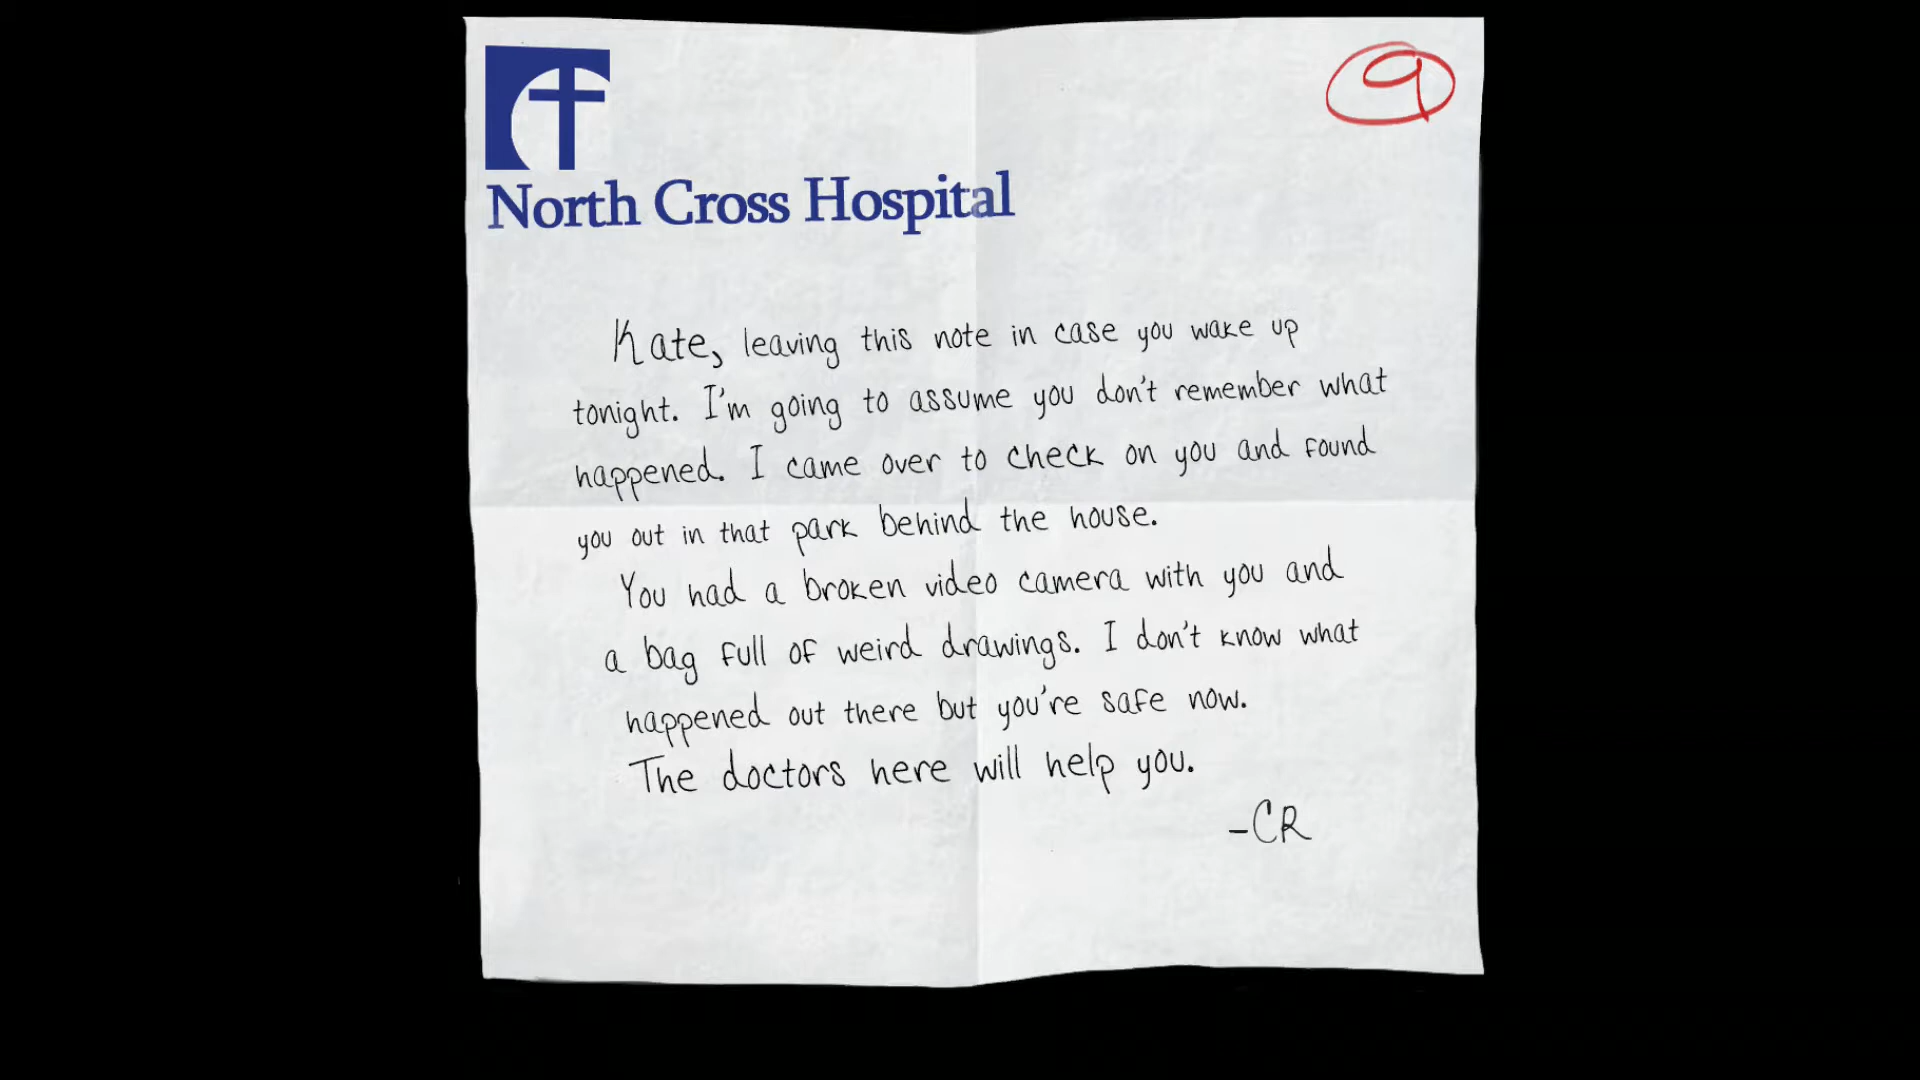 9
North Cross Hospital
Kate, leaving this note in case you wake up
tonight. I'm going to assume you don't remember what
happened. I came over to check on you and found
you out in that park behind the house.
You had a broken video camera with you and
a bag full of weird drawings. I don't know what
happened out there but you're safe now.
The doctors here will help you.
-CR